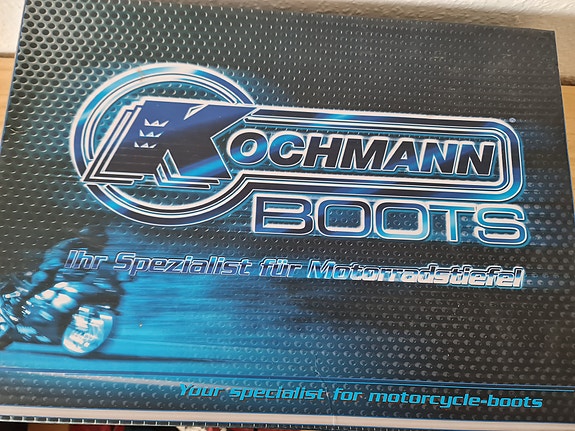 KOCHMANN
BOOTS
Ihr Spezialist für Motorradstiefel
Your specialist for motorcycle-boots